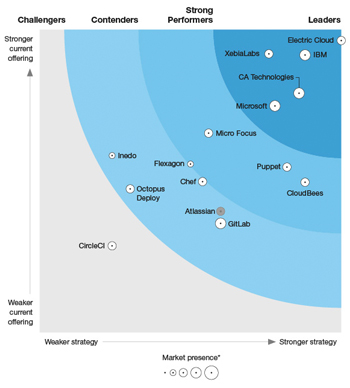 Strong
Challengers Contenders Performers Leaders
Stronger
current
offering
Electric Cloud
XebiaLabs
IBM
CA Technologies
Microsoft
Micro Focus
Inedo
Flexagon
Puppet
Chef
CloudBees
Octopus
Deploy
Atlassian
GitLab
CircleCI
Weaker
current
offering
Weaker strategy Stronger strategy
Market presence*